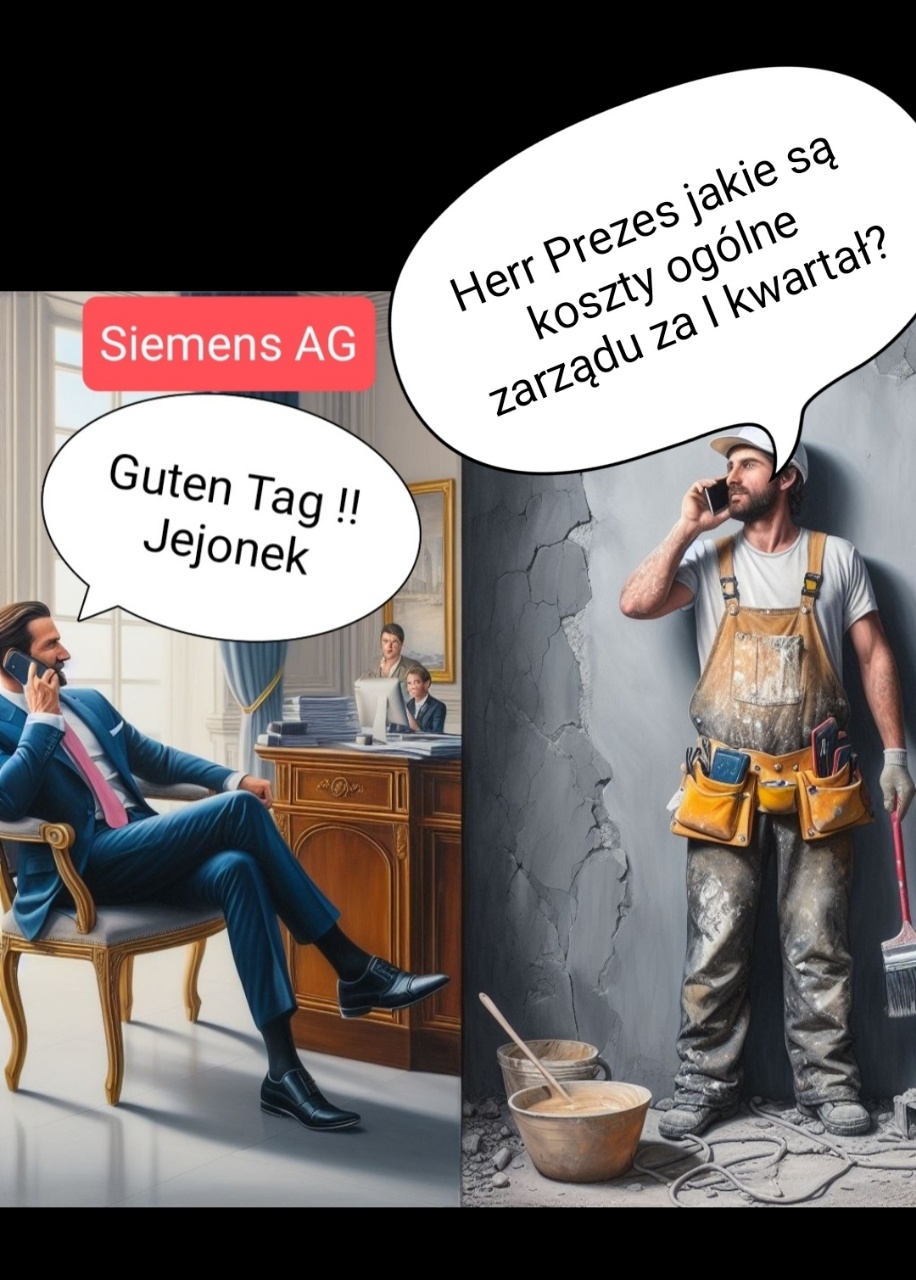 Herr Prezes jakie są
koszty ogólne
zarządu za I kwartał?
Siemens AG
Guten Tag !!
Jejonek